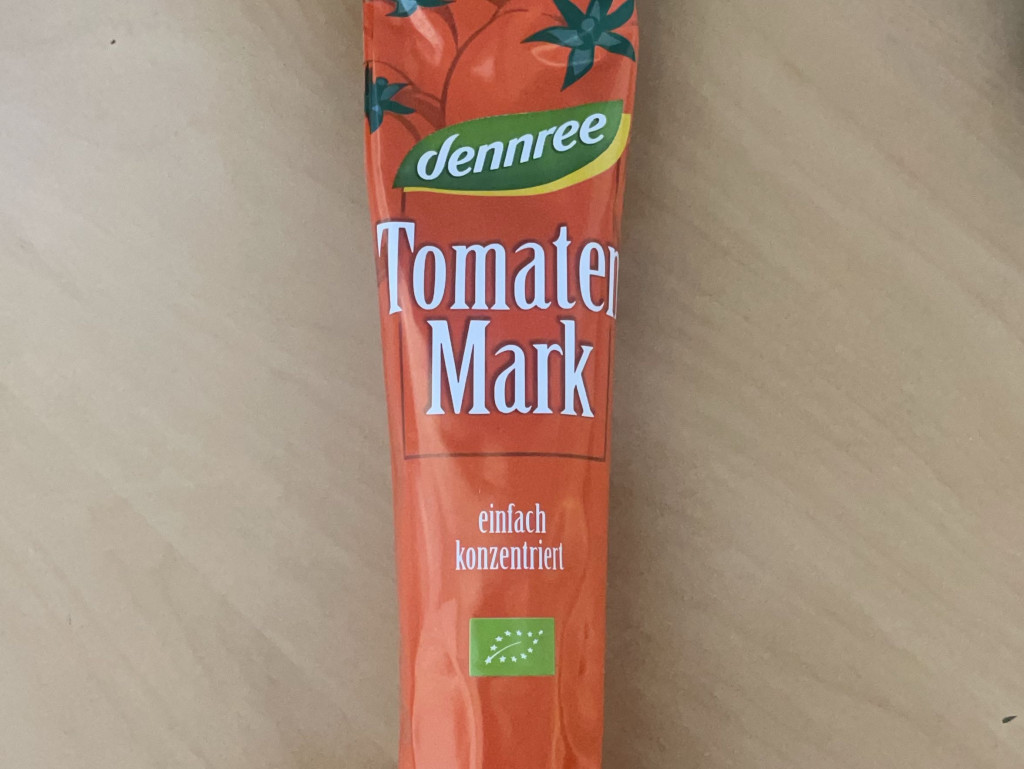 dennree
Tomaten
Mark
einfach
konzentriert